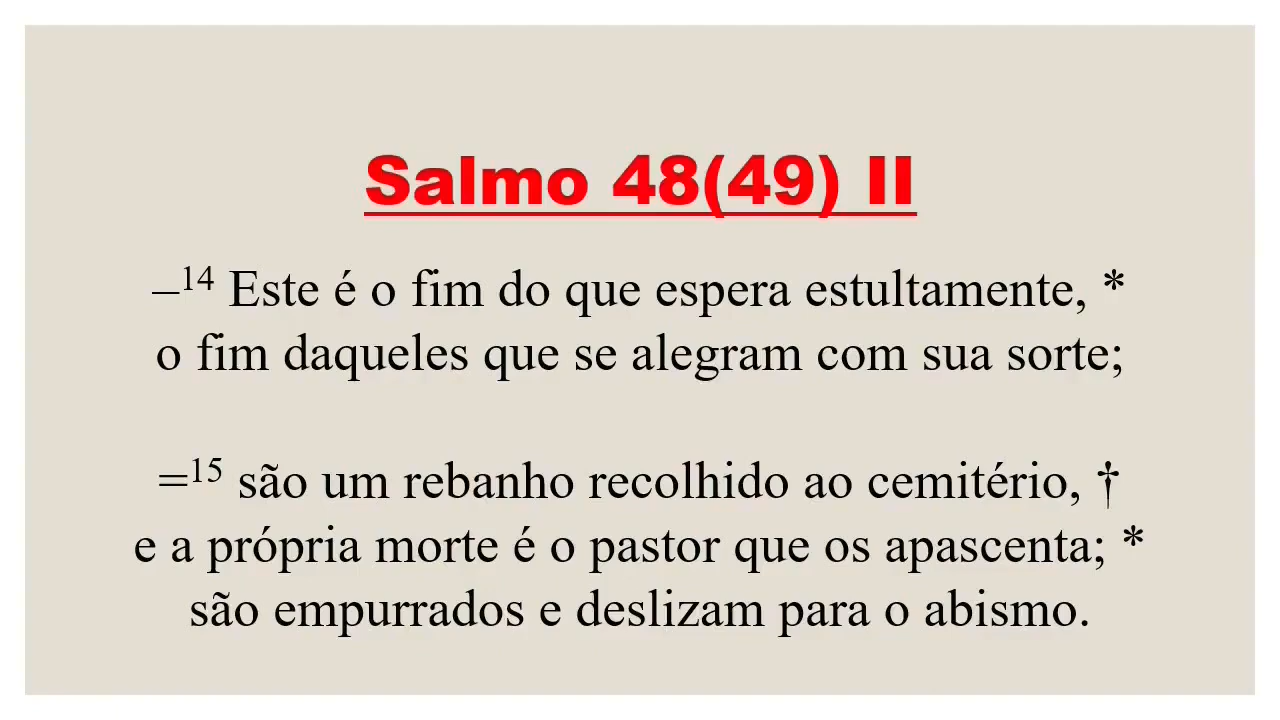 Salmo 48(49) II
–14 Este é o fim do que espera estultamente, *
o fim daqueles que se alegram com sua sorte;
=15 são um rebanho recolhido ao cemitério, †
e a própria morte é o pastor que os apascenta; *
são empurrados e deslizam para o abismo.